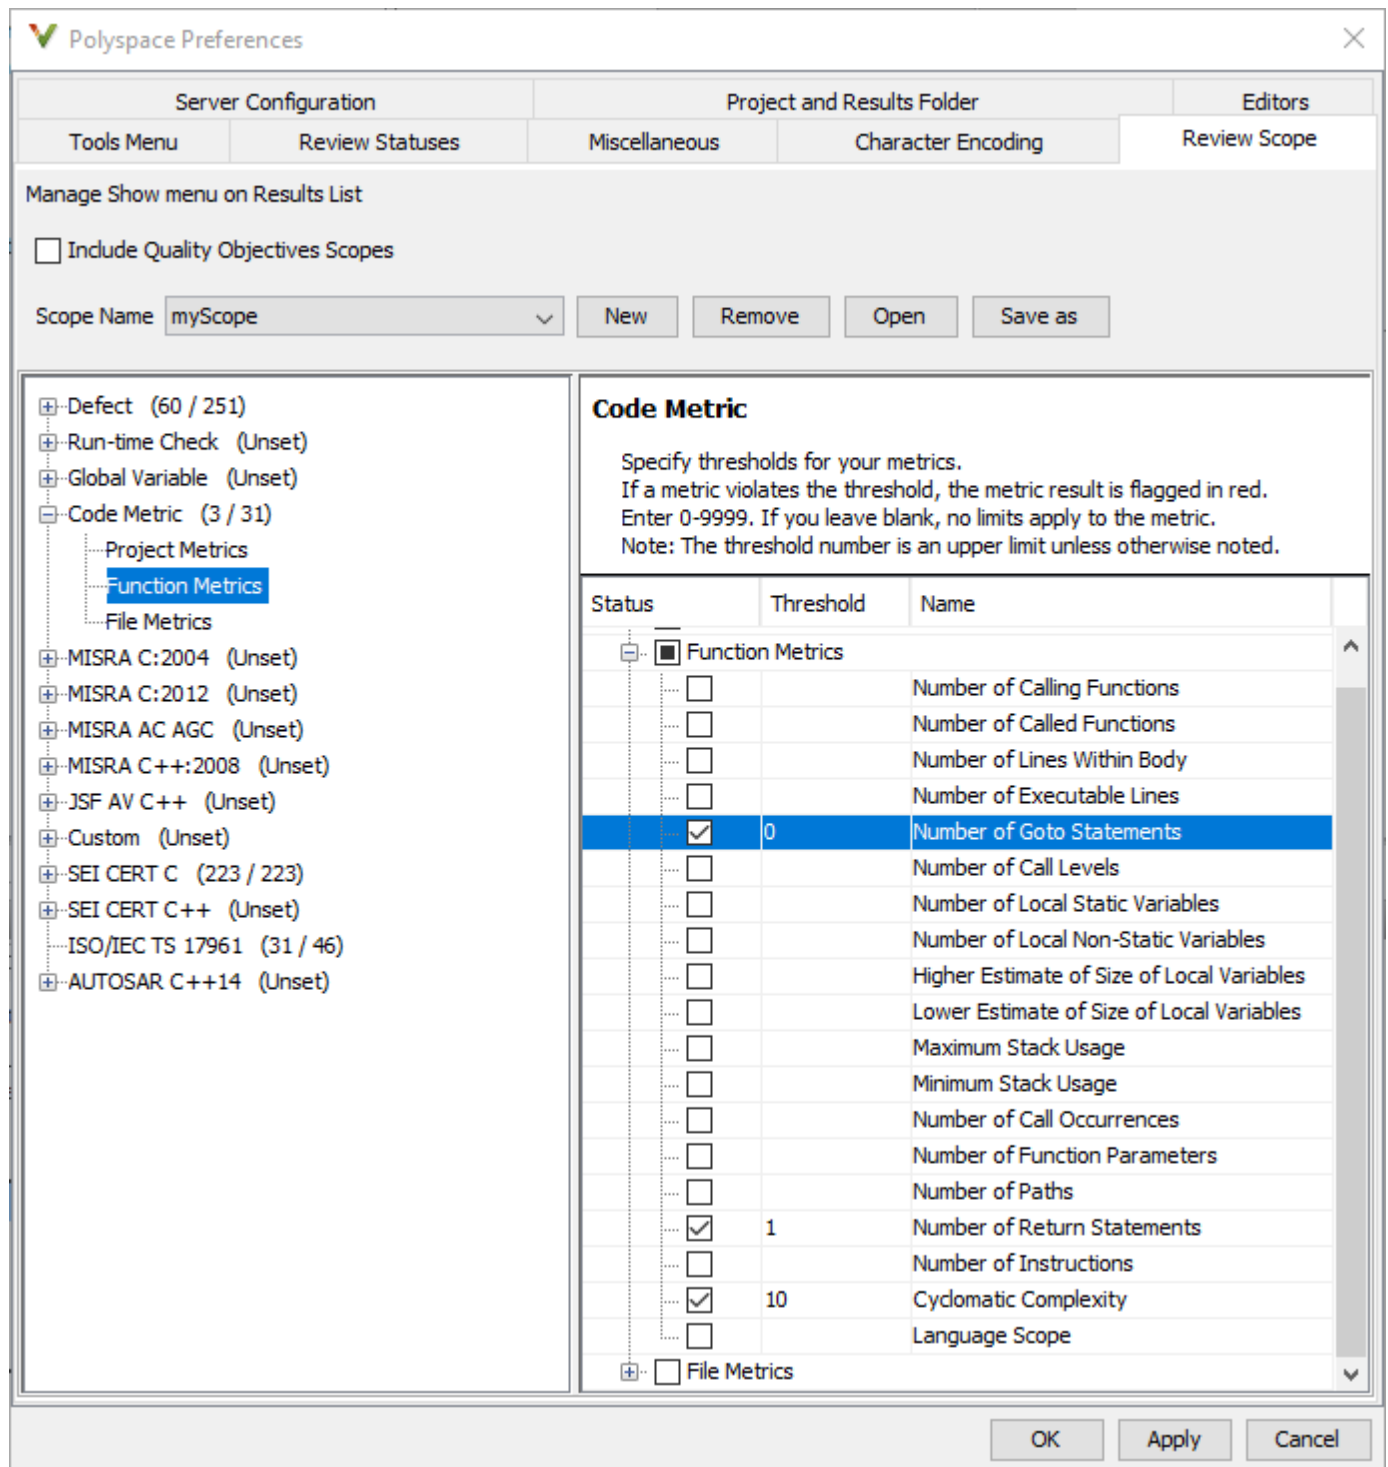 Polyspace Preferences
Server Configuration Project and Results Folder Editors
Tools Menu Review Statuses Miscellaneous Character Encoding Review Scope
Manage Show menu on Results List
Include Quality Objectives Scopes
Scope Name myScope New Remove Open Save as
Defect (60 / 251)
Run-time Check (Unset)
Global Variable (Unset)
Code Metric (3 / 31)
Project Metrics
Function Metrics
File Metrics
MISRA C:2004 (Unset)
MISRA C:2012 (Unset)
MISRA AC AGC (Unset)
MISRA C++:2008 (Unset)
JSF AV C++ (Unset)
Custom (Unset)
SEI CERT C (223 / 223)
SEI CERT C++ (Unset)
ISO/IEC TS 17961 (31 / 46)
AUTOSAR C++14 (Unset)
Code Metric
Specify thresholds for your metrics.
If a metric violates the threshold, the metric result is flagged in red.
Enter 0-9999. If you leave blank, no limits apply to the metric.
Note: The threshold number is an upper limit unless otherwise noted.
Status Threshold Name
Function Metrics
Number of Calling Functions
Number of Called Functions
Number of Lines Within Body
Number of Executable Lines
0 Number of Goto Statements
Number of Call Levels
Number of Local Static Variables
Number of Local Non-Static Variables
Higher Estimate of Size of Local Variables
Lower Estimate of Size of Local Variables
Maximum Stack Usage
Minimum Stack Usage
Number of Call Occurrences
Number of Function Parameters
Number of Paths
1 Number of Return Statements
Number of Instructions
10 Cyclomatic Complexity
Language Scope
File Metrics
OK Apply Cancel